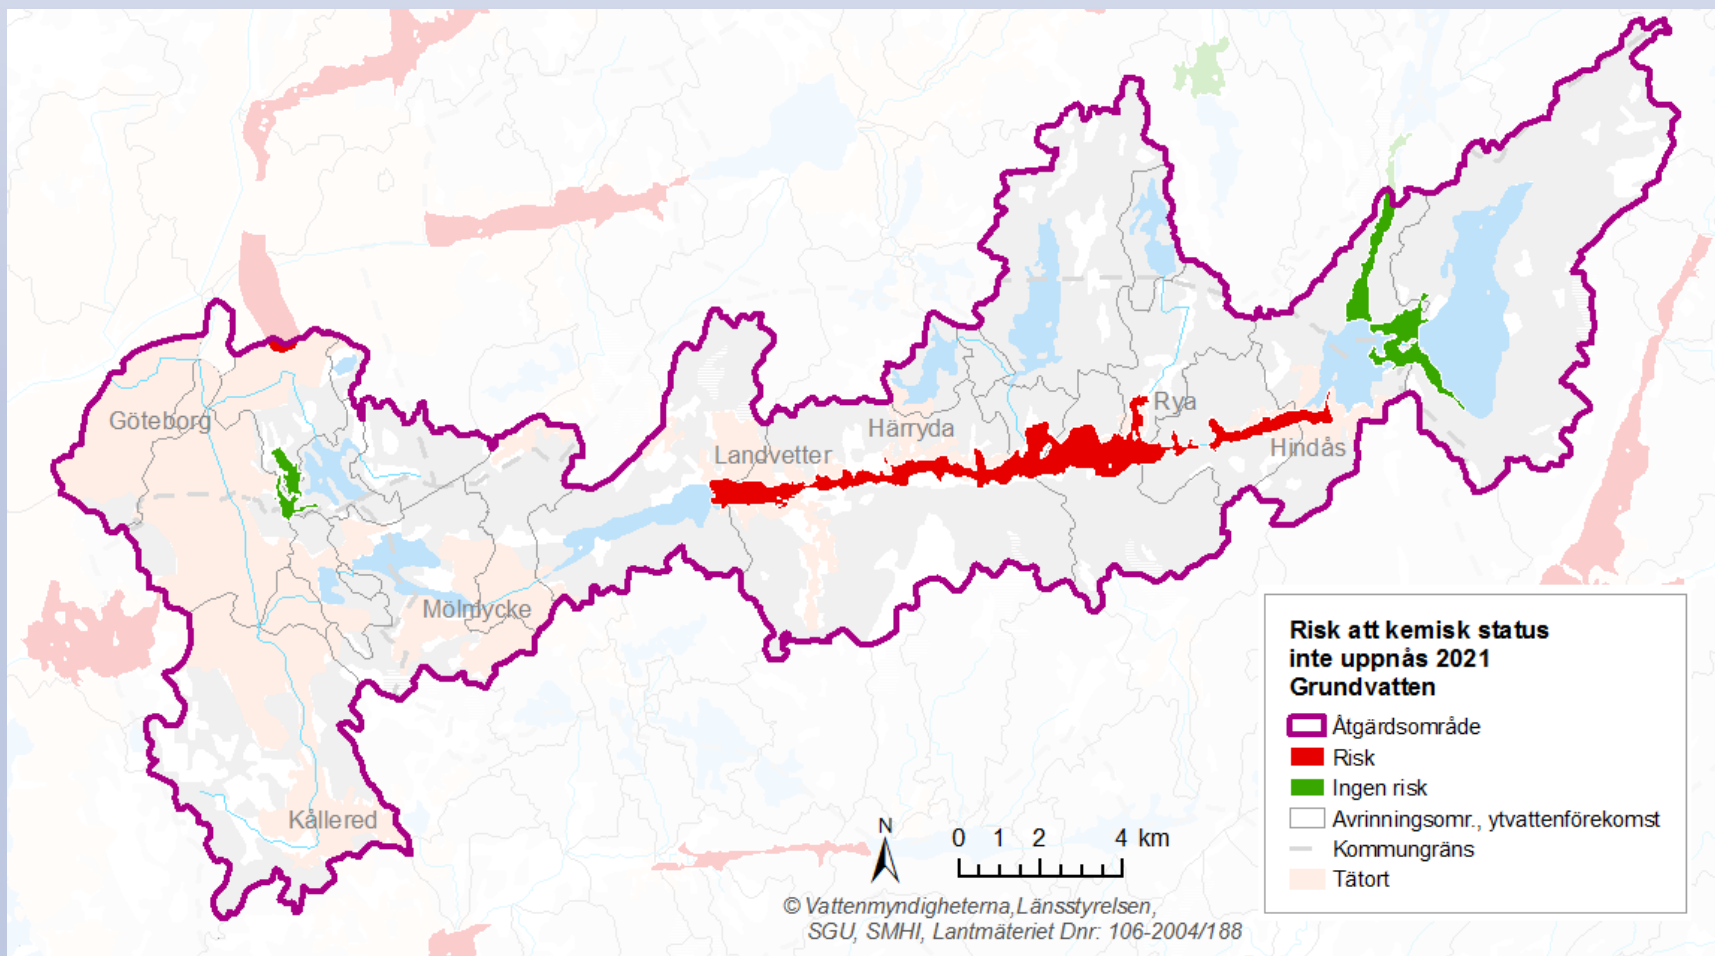 Göteborg
Landvetter
Härryda
Rya
Hindås
Mölnlycke
Kållered
Risk att kemisk status
inte uppnås 2021
Grundvatten
Åtgärdsområde
Risk
Ingen risk
Avrinningsomr., ytvattenförekomst
Kommungräns
Tätort
N
0 1 2 4 km
© Vattenmyndigheterna, Länsstyrelsen,
SGU, SMHI, Lantmäteriet Dnr: 106-2004/188